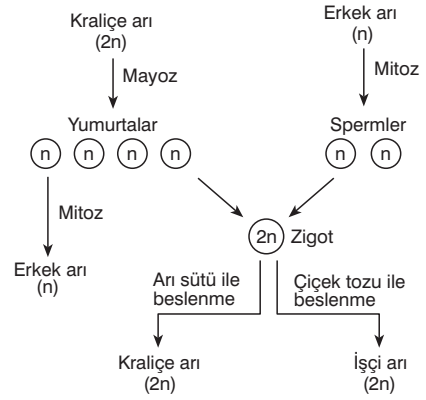 Kraliçe arı
(2n)
Erkek arı
(n)
Mayoz
Mitoz
Yumurtalar
Spermler
n n n n
n n
Mitoz
2n Zigot
Erkek arı
(n)
Arı sütü ile
beslenme
Çiçek tozu ile
beslenme
Kraliçe arı
(2n)
İşçi arı
(2n)